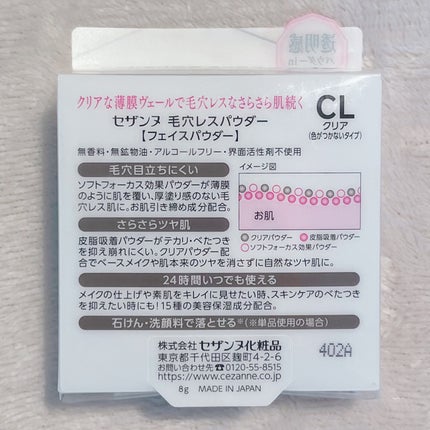 透明感
パウダーin
クリアな薄膜ヴェールで毛穴レスなさらさら肌続く
セザンヌ 毛穴レスパウダー
【フェイスパウダー】
CL
クリア
(色がつかないタイプ)
無香料・無鉱物油・アルコールフリー・界面活性剤不使用
毛穴目立ちにくい
ソフトフォーカス効果パウダーが薄膜
のように肌を覆い、厚塗り感のない毛
穴レス肌に。お肌引き締め成分配合。
さらさらツヤ肌
皮脂吸着パウダーがテカリ・べたつき
を抑え崩れにくい。クリアパウダー配
合でベースメイクや肌本来のツヤを消さずに自然なツヤ肌に。
イメージ図
お肌
クリアパウダー 皮脂吸着パウダー
ソフトフォーカス効果パウダー
24時間いつでも使える
メイクの仕上げや素肌をキレイに見せたい時、スキンケアのべたつき
を抑えたい時にも!15種の美容保湿成分配合。
石けん・洗顔料で落とせる※(※単品使用の場合)
株式会社 セザンヌ化粧品
東京都千代田区麹町4-2-6
お問い合わせ先☎0120-55-8515
https://www.cezanne.co.jp
8g MADE IN JAPAN
402A